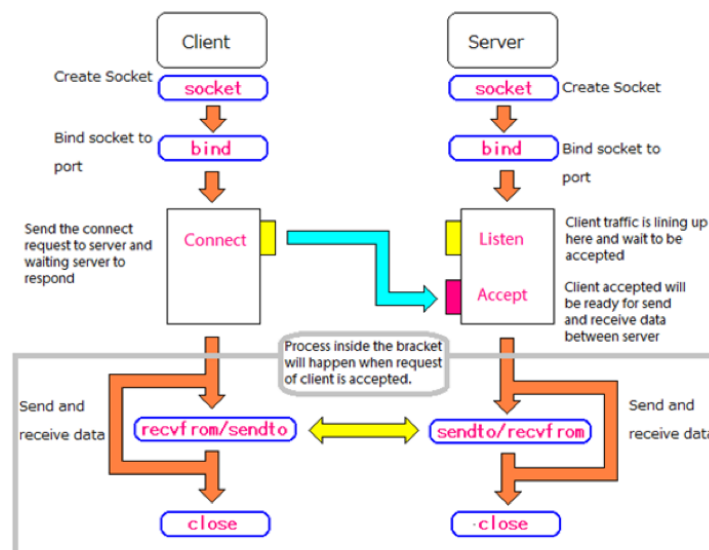 Client
Server
Create Socket
socket
socket
Create Socket
Bind socket to
port
bind
bind
Bind socket to
port
Send the connect
request to server and
waiting server to
respond
Connect
Listen
Accept
Client traffic is lining up
here and wait to be
accepted
Client accepted will
be ready for send
and receive data
between server
Process inside the bracket
will happen when request
of client is accepted.
Send and
receive data
recvfrom/sendto
sendto/recvfrom
Send and
receive data
close
close